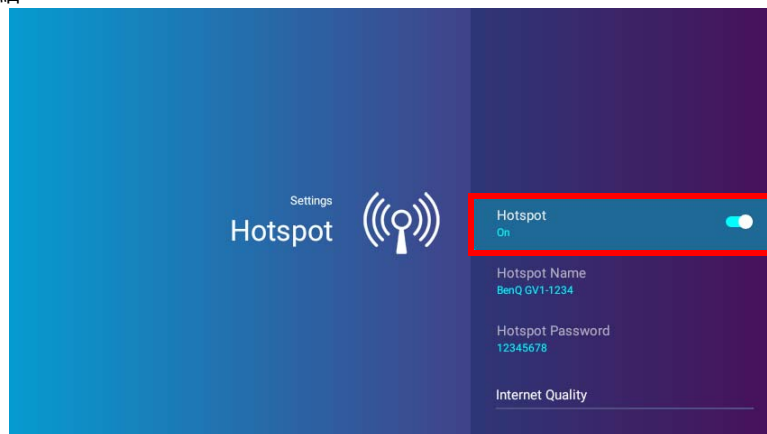 Settings
Hotspot
Hotspot
On
Hotspot Name
BenQ GV1-1234
Hotspot Password
12345678
Internet Quality